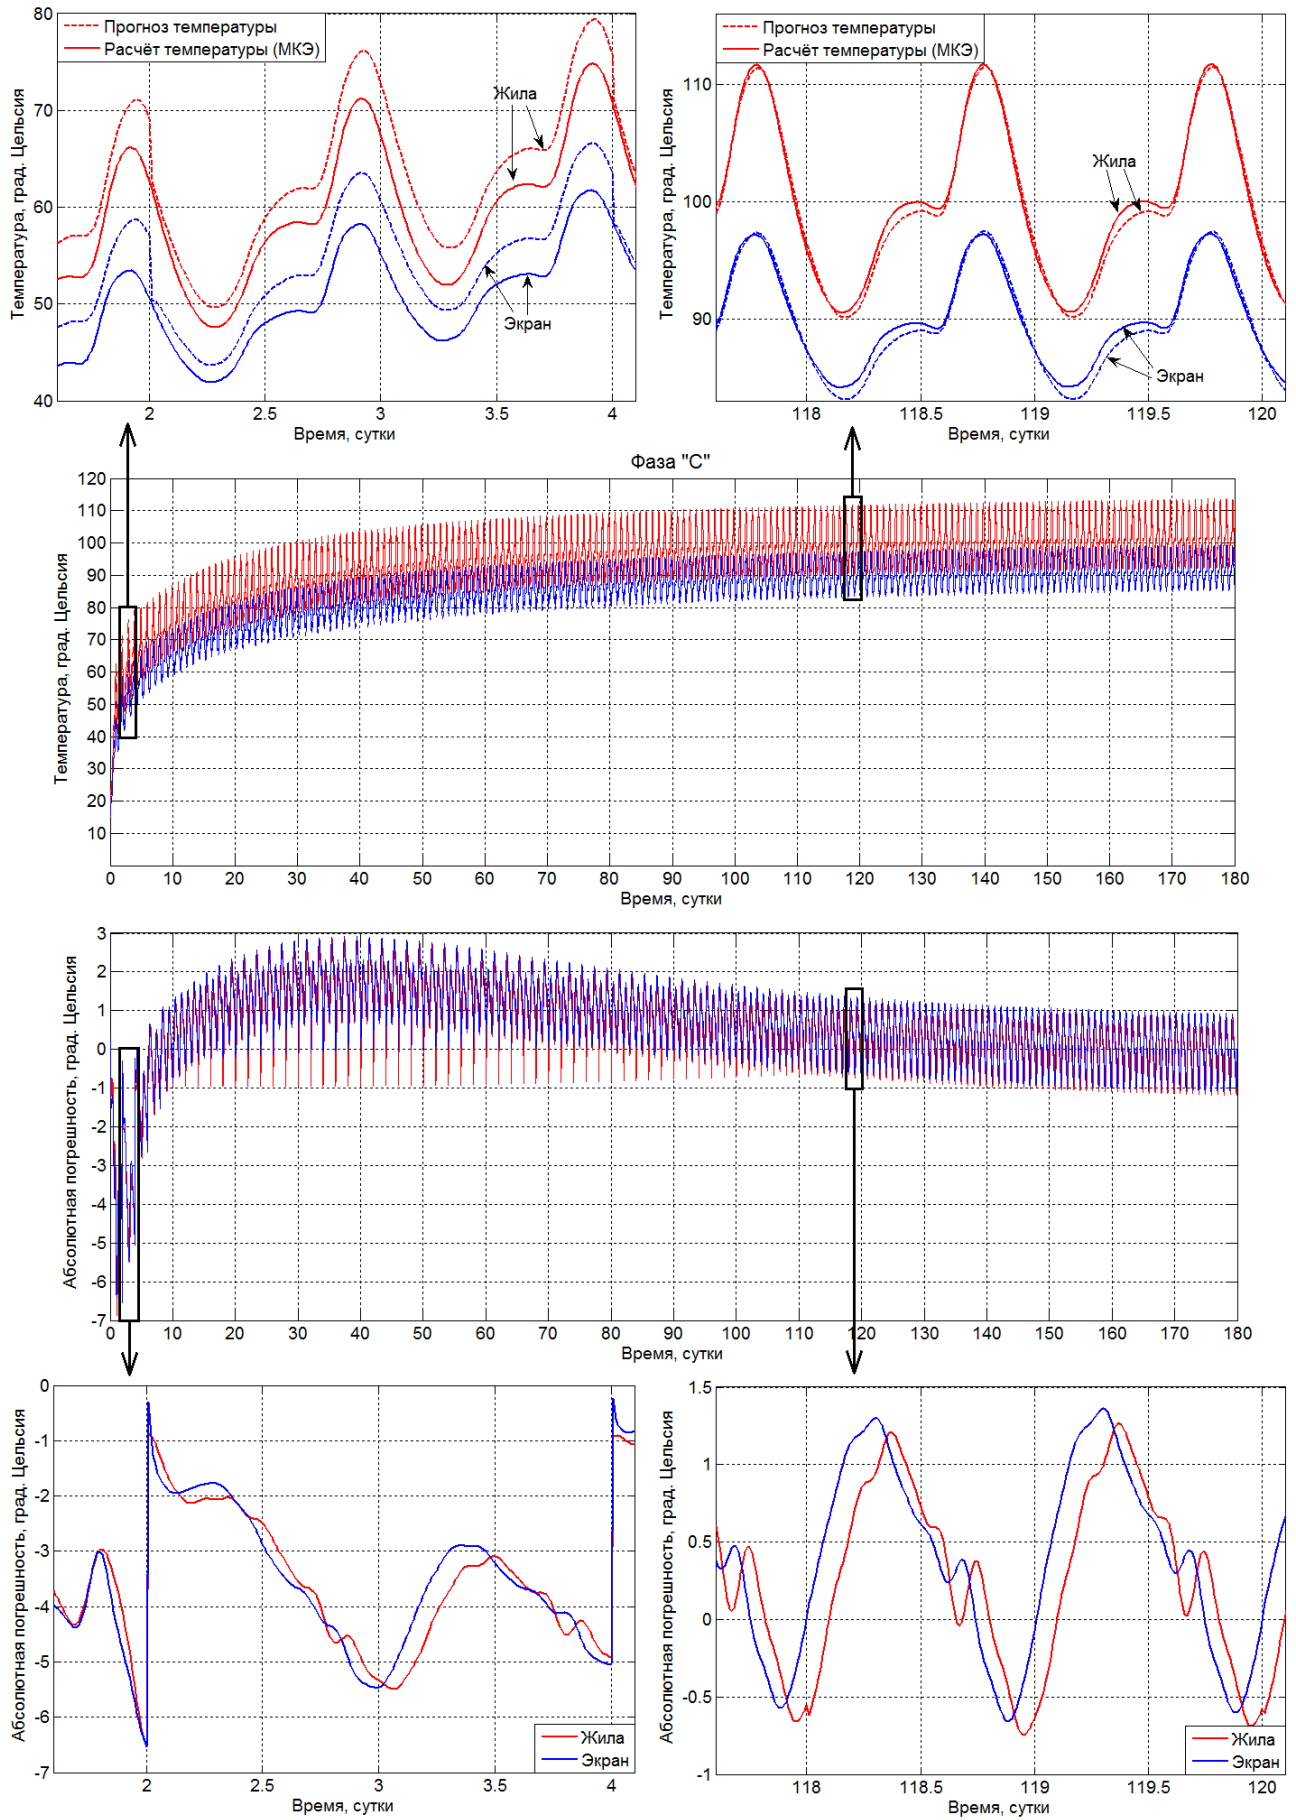 Прогноз температуры
Расчёт температуры (МКЭ)
Температура, град. Цельсия
80
70
60
50
40
Жила
Экран
2 2.5 3 3.5 4
Время, сутки
Прогноз температуры
Расчёт температуры (МКЭ)
Температура, град. Цельсия
110
100
90
Жила
Экран
118 118.5 119 119.5 120
Время, сутки
Фаза "С"
Температура, град. Цельсия
120
110
100
90
80
70
60
50
40
30
20
10
0 10 20 30 40 50 60 70 80 90 100 110 120 130 140 150 160 170 180
Время, сутки
Абсолютная погрешность, град. Цельсия
3
2
1
0
-1
-2
-3
-4
-5
-6
-7
0 10 20 30 40 50 60 70 80 90 100 110 120 130 140 150 160 170 180
Время, сутки
Абсолютная погрешность, град. Цельсия
0
-1
-2
-3
-4
-5
-6
-7
Жила
Экран
2 2.5 3 3.5 4
Время, сутки
Абсолютная погрешность, град. Цельсия
1.5
1
0.5
0
-0.5
-1
Жила
Экран
118 118.5 119 119.5 120
Время, сутки